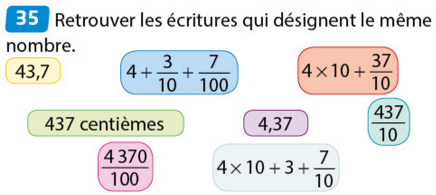 35 Retrouver les écritures qui désignent le même
nombre.
43,7
4 + 3/10 + 7/100
4 × 10 + 37/10
437 centièmes
4,37
437/10
4 370/100
4 × 10 + 3 + 7/10